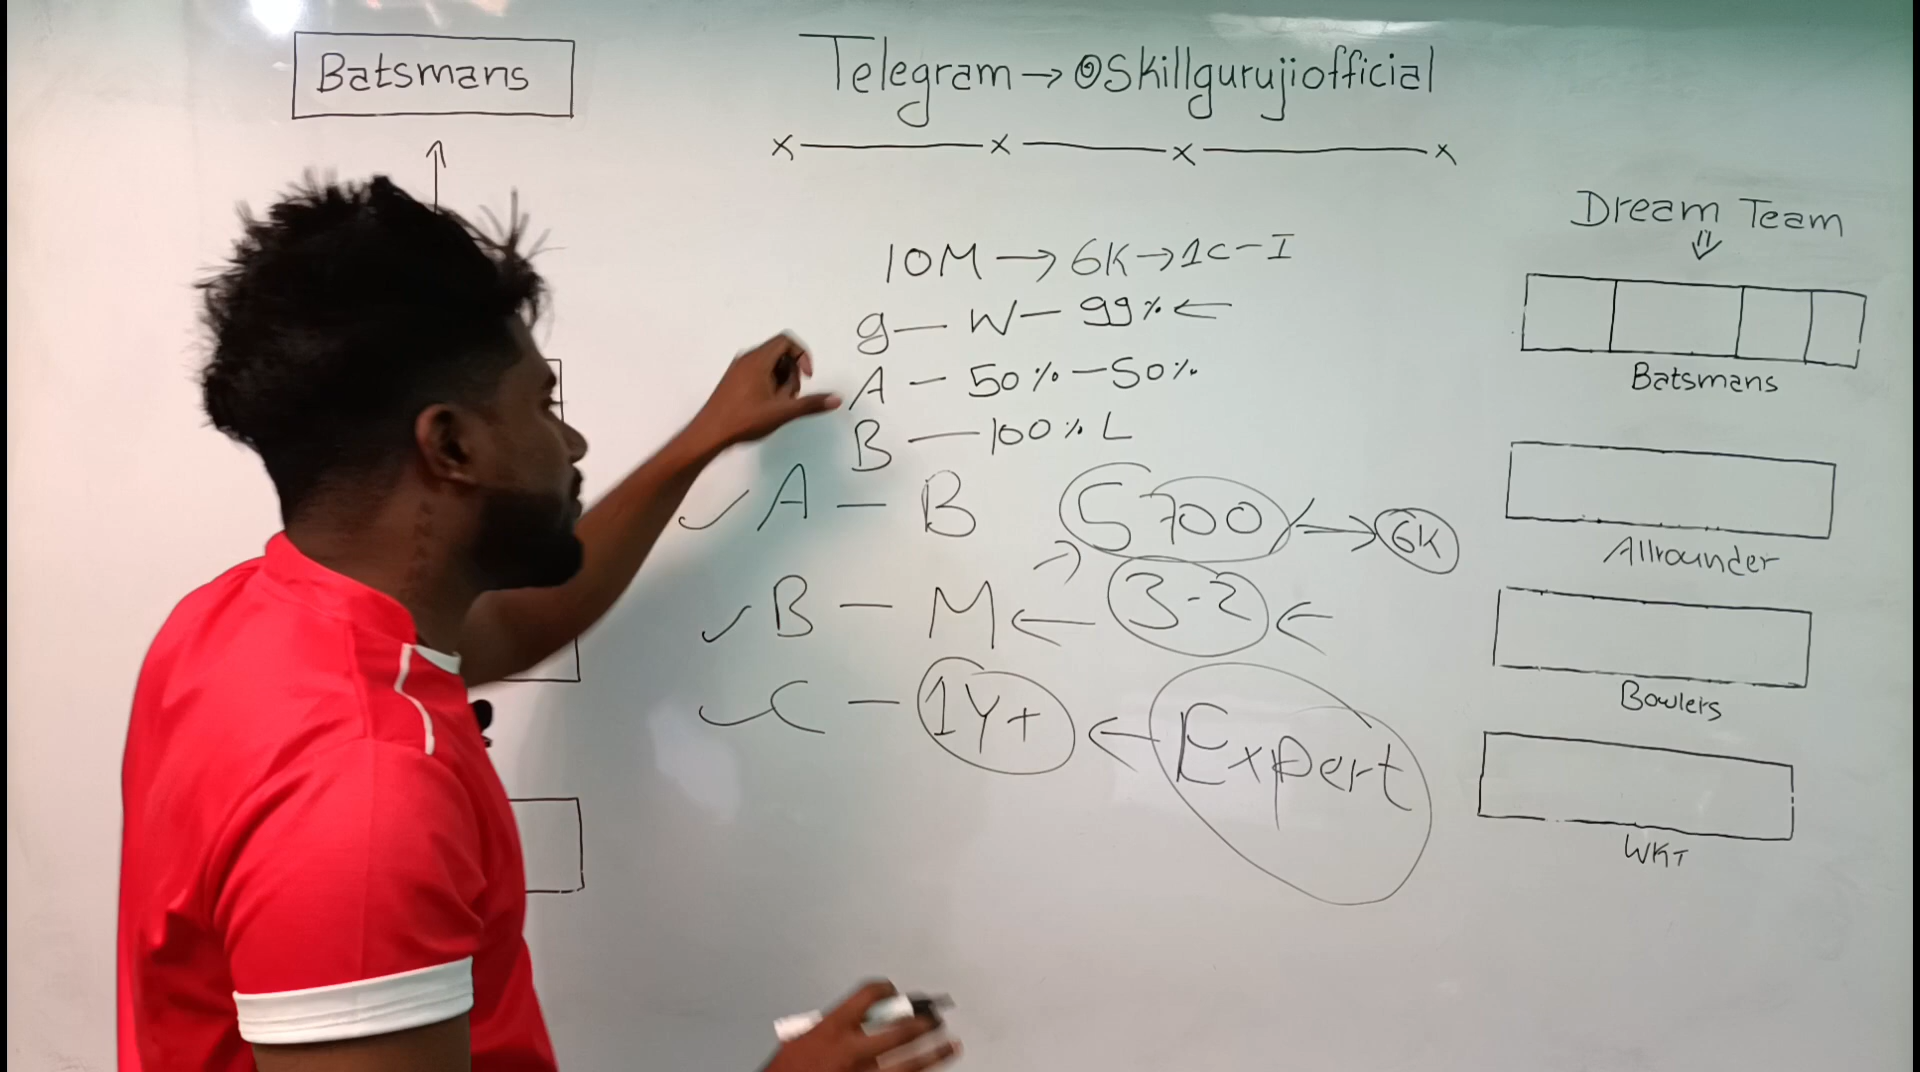 Batsmans
Telegram → @Skillgurujiofficial
x — x — x — x
10M → 6K → 1C - I
g — W — 99% ←
A — 50% — 50%
B — 100% L
✓ A — B 5700 → 6K
✓ B — M ← 3-2 ←
✓ C — 1Y+ ← Expert
Dream Team
⇓
Batsmans
Allrounder
Bowlers
WKT